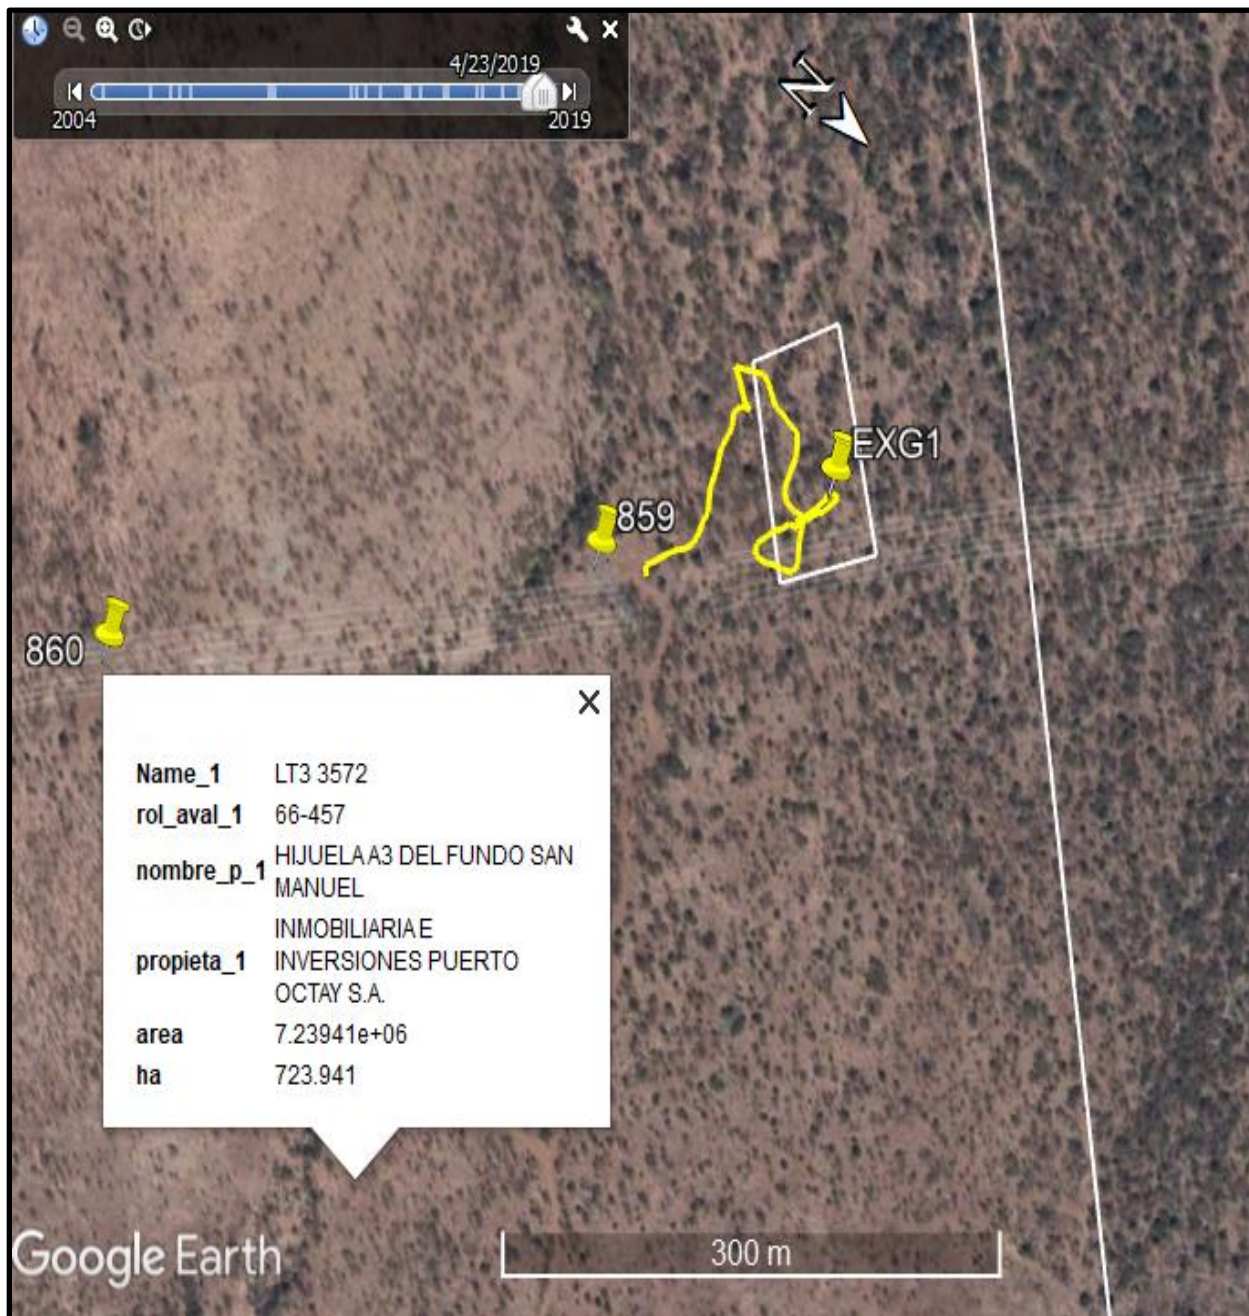 4/23/2019
2004
2019
N
EXG1
859
860
Name_1 LT3 3572
rol_aval_1 66-457
nombre_p_1 HIJUELA A3 DEL FUNDO SAN
MANUEL
propieta_1 INMOBILIARIA E
INVERSIONES PUERTO
OCTAY S.A.
area 7.23941e+06
ha 723.941
Google Earth
300 m